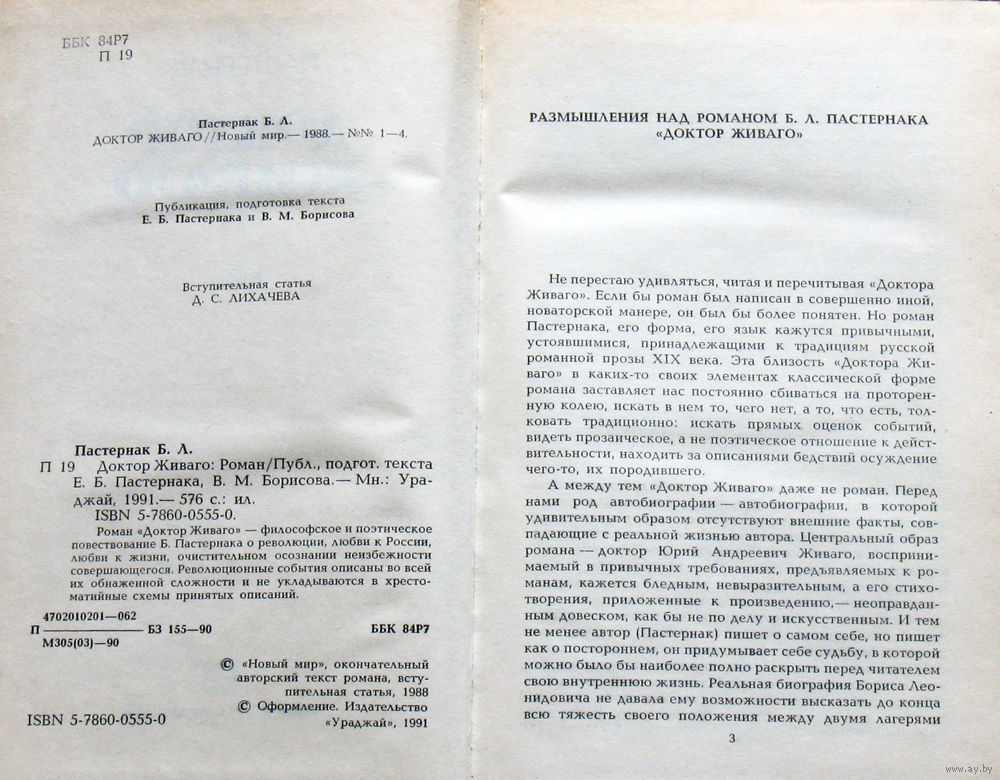 ББК 84Р7
П 19
Пастернак Б. Л.
ДОКТОР ЖИВАГО//Новый мир.— 1988.— №№ 1—4.
Публикация, подготовка текста
Е. Б. Пастернака и В. М. Борисова
Вступительная статья
Д. С. ЛИХАЧЕВА
Пастернак Б. Л.
П 19 Доктор Живаго: Роман/Публ., подгот. текста
Е. Б. Пастернака, В. М. Борисова.— Мн.: Ура-
джай, 1991.— 576 с.: ил.
ISBN 5-7860-0555-0.
Роман «Доктор Живаго» — философское и поэтическое
повествование Б. Пастернака о революции, любви к России,
любви к жизни, очистительном осознании неизбежности
совершающегося. Революционные события описаны во всей
их обнаженной сложности и не укладываются в хресто-
матийные схемы принятых описаний.
4702010201—062
П ———— БЗ 155—90 ББК 84Р7
М305(03)—90
© «Новый мир», окончательный
авторский текст романа, всту-
пительная статья, 1988
© Оформление. Издательство
«Ураджай», 1991
ISBN 5-7860-0555-0
РАЗМЫШЛЕНИЯ НАД РОМАНОМ Б. Л. ПАСТЕРНАКА
«ДОКТОР ЖИВАГО»
Не перестаю удивляться, читая и перечитывая «Доктора
Живаго». Если бы роман был написан в совершенно иной,
новаторской манере, он был бы более понятен. Но роман
Пастернака, его форма, его язык кажутся привычными,
устоявшимися, принадлежащими к традициям русской
романной прозы XIX века. Эта близость «Доктора Жи-
ваго» в каких-то своих элементах классической форме
романа заставляет нас постоянно сбиваться на проторен-
ную колею, искать в нем то, чего нет, а то, что есть, тол-
ковать традиционно: искать прямых оценок событий,
видеть прозаическое, а не поэтическое отношение к дейст-
вительности, находить за описаниями бедствий осуждение
чего-то, их породившего.
А между тем «Доктор Живаго» даже не роман. Перед
нами род автобиографии — автобиографии, в которой
удивительным образом отсутствуют внешние факты, сов-
падающие с реальной жизнью автора. Центральный образ
романа — доктор Юрий Андреевич Живаго, восприни-
маемый в привычных требованиях, предъявляемых к ро-
манам, кажется бледным, невыразительным, а его стихо-
творения, приложенные к произведению,— неоправдан-
ным довеском, как бы не по делу и искусственным. И тем
не менее автор (Пастернак) пишет о самом себе, но пишет
как о постороннем, он придумывает себе судьбу, в которой
можно было бы наиболее полно раскрыть перед читателем
свою внутреннюю жизнь. Реальная биография Бориса Лео-
нидовича не давала ему возможности высказать до конца
всю тяжесть своего положения между двумя лагерями
3
www.ay.by